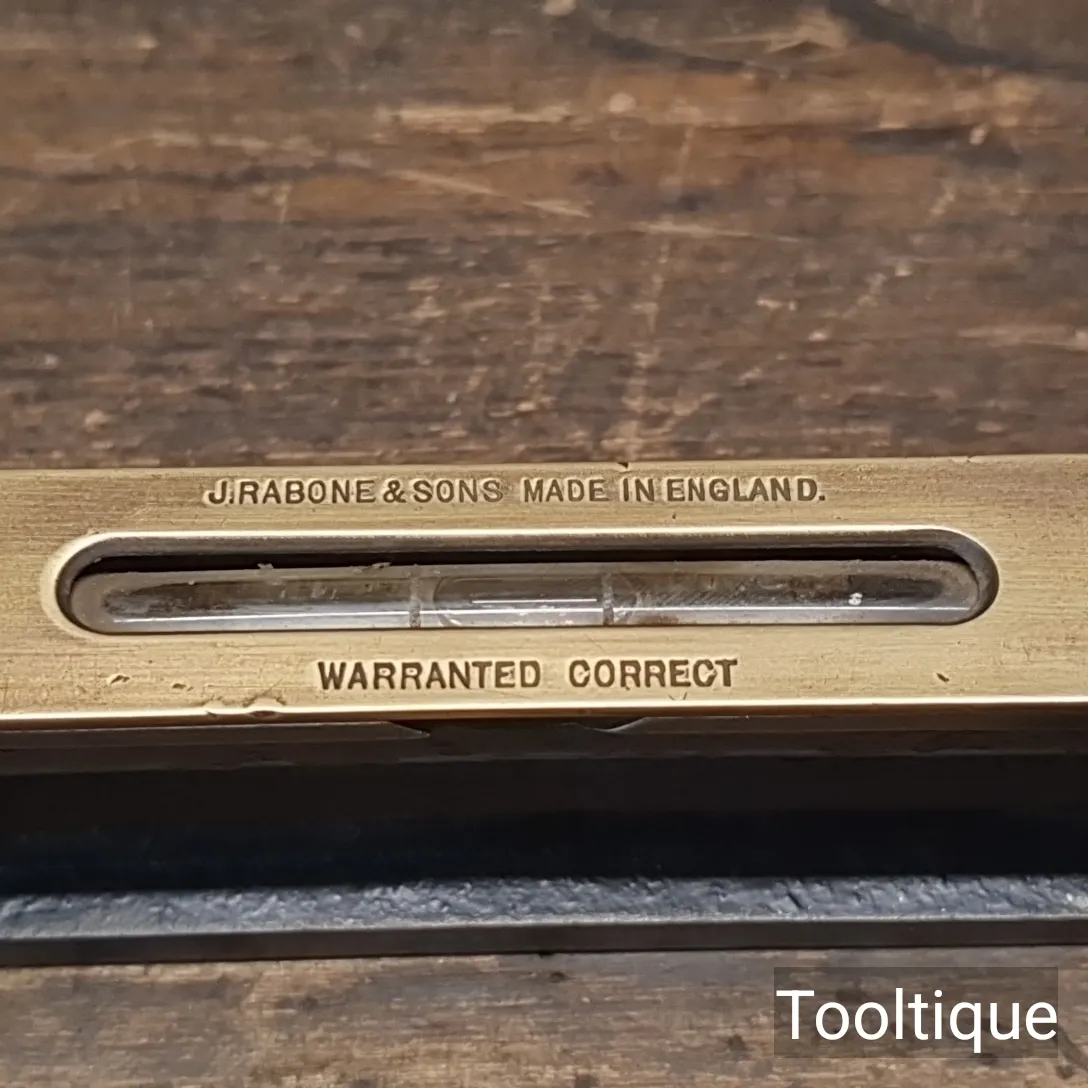 J.RABONE & SONS MADE IN ENGLAND.
WARRANTED CORRECT
Tooltique